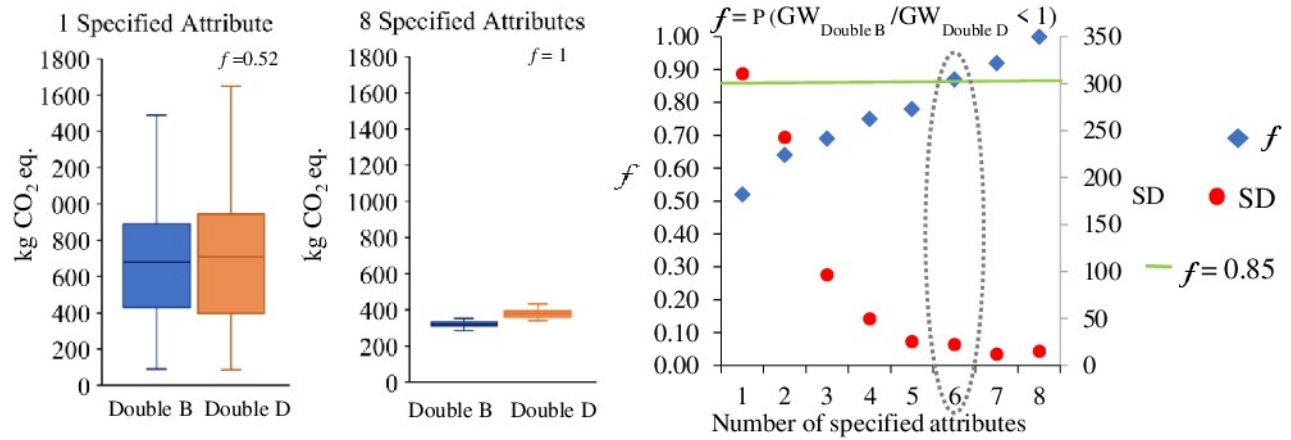 1 Specified Attribute
f=0.52
kg CO2 eq.
1800
1600
400
200
000
800
600
400
200
0
Double B Double D
8 Specified Attributes
f= 1
kg CO2 eq.
1800
1600
1400
1200
1000
800
600
400
200
0
Double B Double D
f= P (GW Double B /GW Double D < 1)
f
1.00
0.90
0.80
0.70
0.60
0.50
0.40
0.30
0.20
0.10
0.00
350
300
250
200
150
100
50
0
SD
1 2 3 4 5 6 7 8
Number of specified attributes
f
SD
f= 0.85